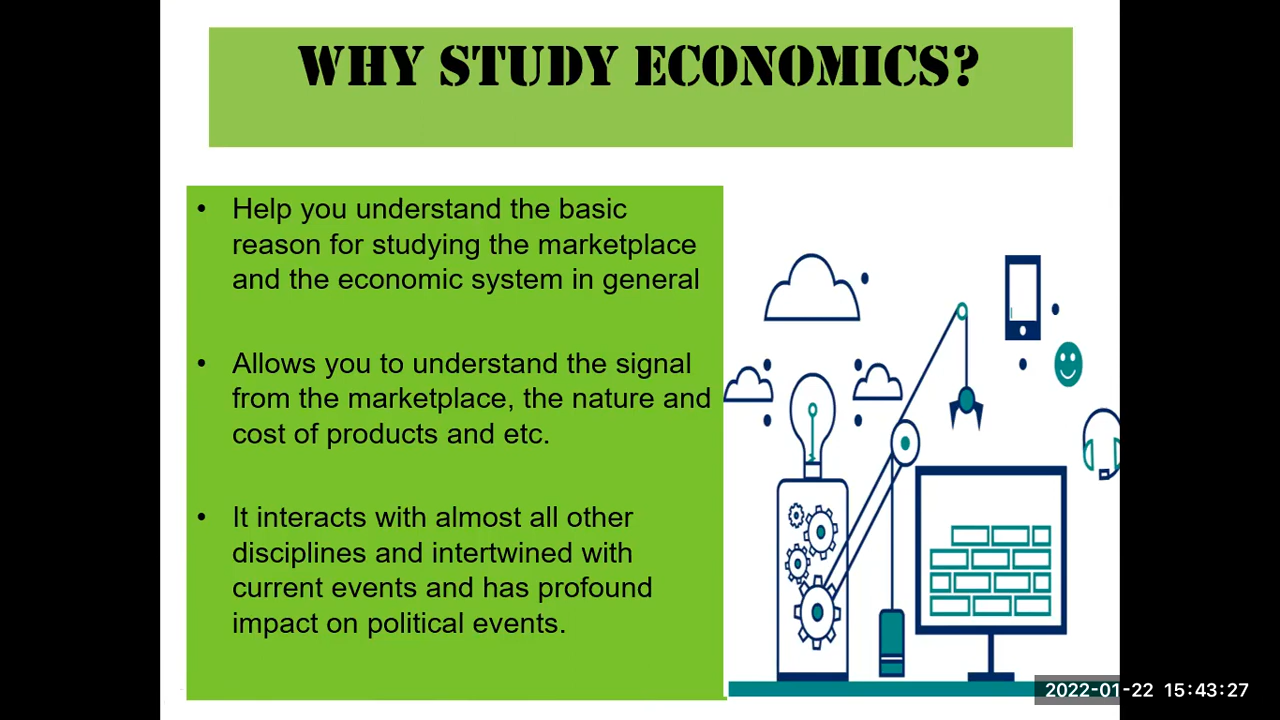 WHY STUDY ECONOMICS?
• Help you understand the basic
reason for studying the marketplace
and the economic system in general
• Allows you to understand the signal
from the marketplace, the nature and
cost of products and etc.
• It interacts with almost all other
disciplines and intertwined with
current events and has profound
impact on political events.
2022-01-22 15:43:27